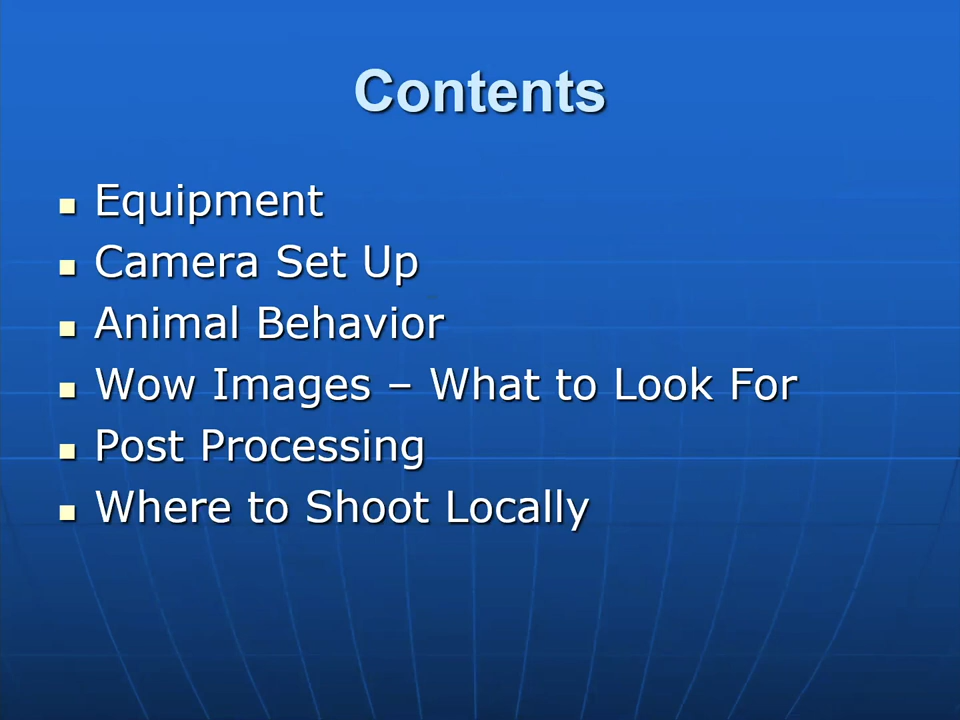 Contents
Equipment
Camera Set Up
Animal Behavior
Wow Images – What to Look For
Post Processing
Where to Shoot Locally